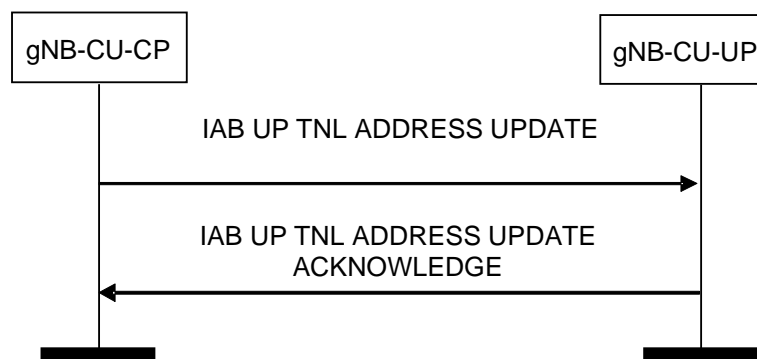 gNB-CU-CP
gNB-CU-UP
IAB UP TNL ADDRESS UPDATE
IAB UP TNL ADDRESS UPDATE
ACKNOWLEDGE